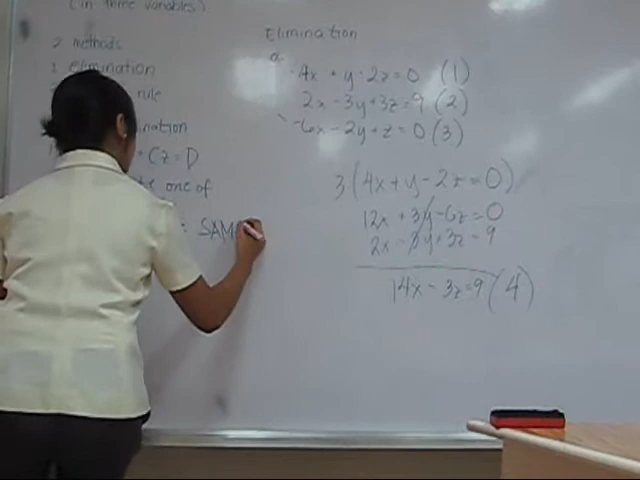 (in three variables)
2 methods
1 elimination
rule
ination
+ Cz = D
one of
: SAM
Elimination
a.
4x + y - 2z = 0 (1)
2x - 3y + 3z = 9 (2)
-6x - 2y + z = 0 (3)
3 (4x + y - 2z = 0)
12x + 3y - 6z = 0
2x - 3y + 3z = 9
14x - 3z = 9 (4)